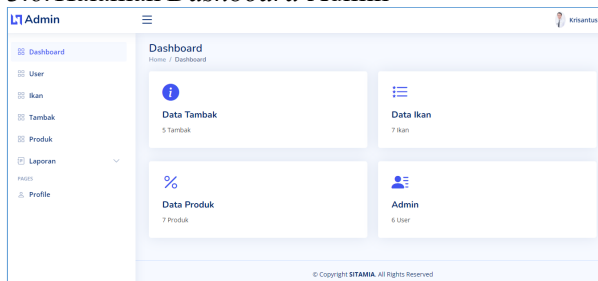 Admin
Krisantus
Dashboard
User
Ikan
Tambak
Produk
Laporan
PAGES
Profile
Dashboard
Home / Dashboard
Data Tambak
5 Tambak
Data Ikan
7 Ikan
Data Produk
7 Produk
Admin
6 User
© Copyright SITAMIA. All Rights Reserved